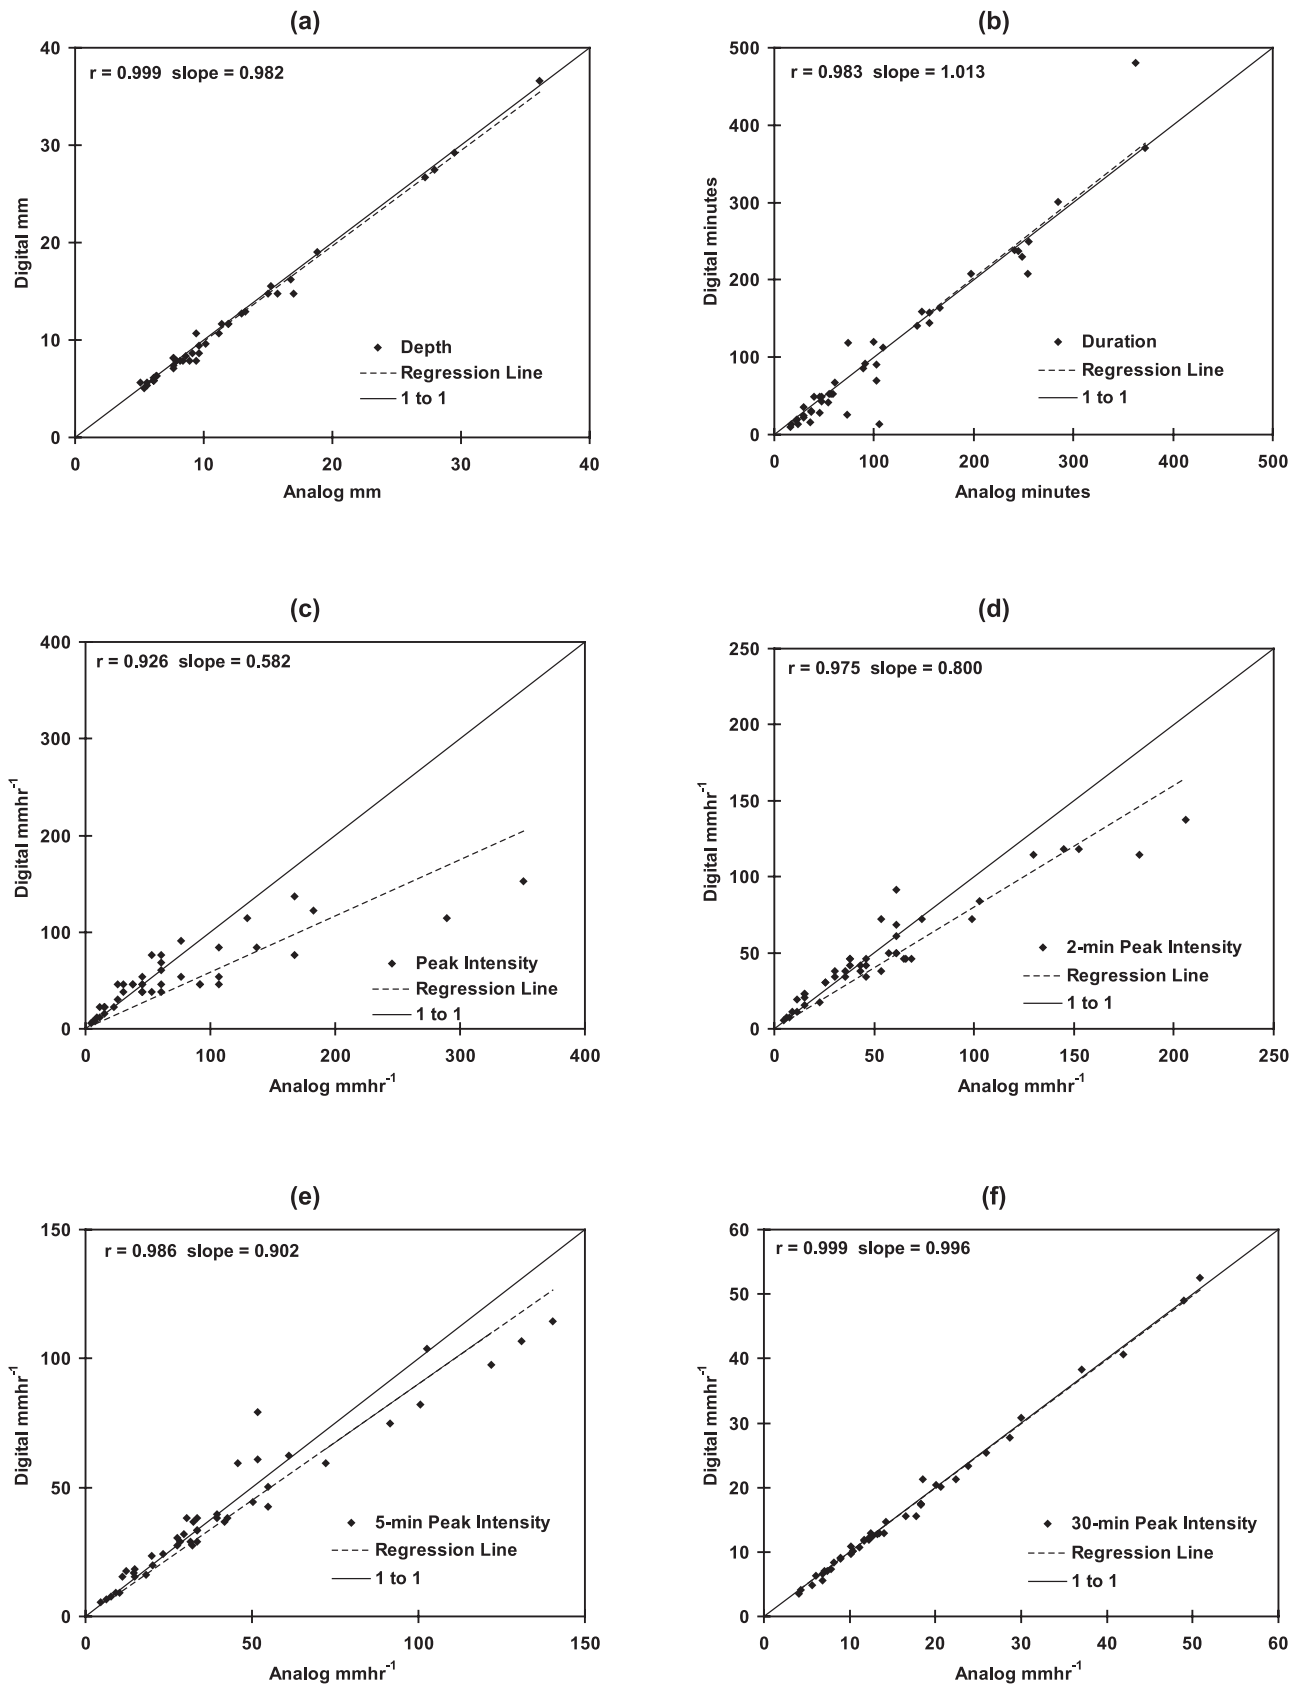 (a)
r = 0.999 slope = 0.982
40
30
20
10
0
Digital mm
Depth
Regression Line
1 to 1
0 10 20 30 40
Analog mm
(b)
r = 0.983 slope = 1.013
500
400
300
200
100
0
Digital minutes
Duration
Regression Line
1 to 1
0 100 200 300 400 500
Analog minutes
(c)
r = 0.926 slope = 0.582
400
300
200
100
0
Digital mmhr⁻¹
Peak Intensity
Regression Line
1 to 1
0 100 200 300 400
Analog mmhr⁻¹
(d)
r = 0.975 slope = 0.800
250
200
150
100
50
0
Digital mmhr⁻¹
2-min Peak Intensity
Regression Line
1 to 1
0 50 100 150 200 250
Analog mmhr⁻¹
(e)
r = 0.986 slope = 0.902
150
100
50
0
Digital mmhr⁻¹
5-min Peak Intensity
Regression Line
1 to 1
0 50 100 150
Analog mmhr⁻¹
(f)
r = 0.999 slope = 0.996
60
50
40
30
20
10
0
Digital mmhr⁻¹
30-min Peak Intensity
Regression Line
1 to 1
0 10 20 30 40 50 60
Analog mmhr⁻¹